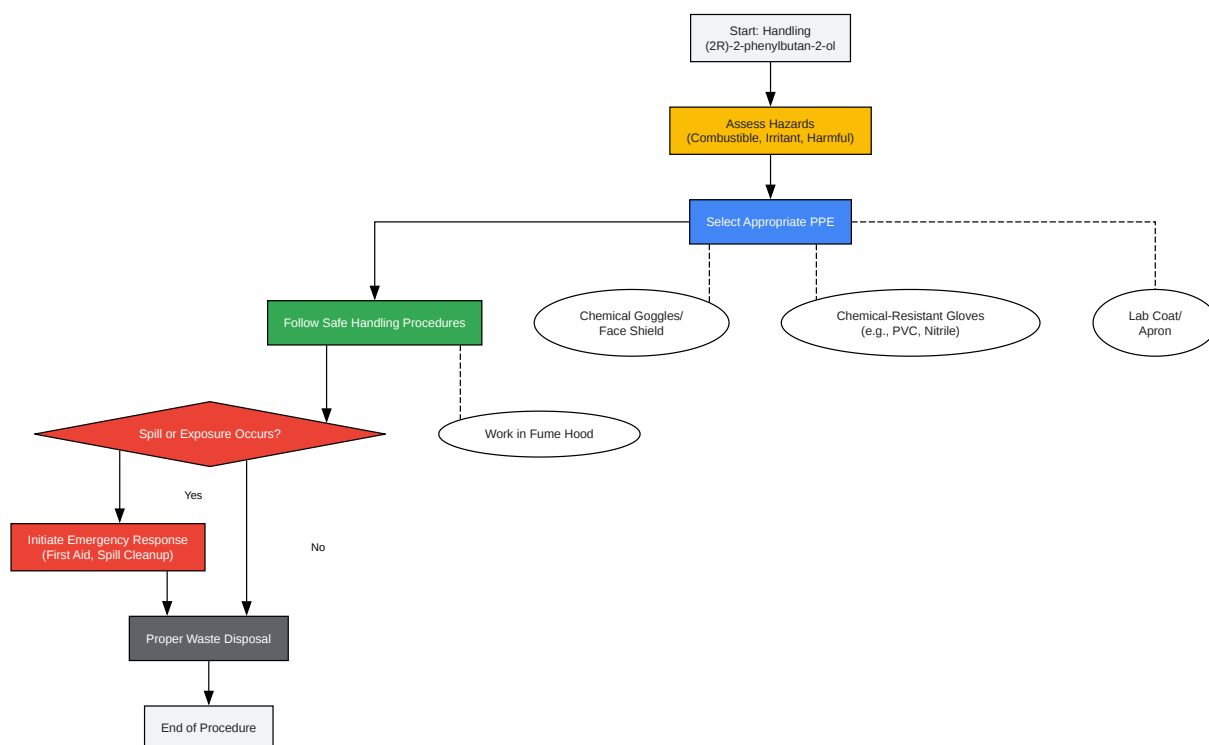 Start: Handling
(2R)-2-phenylbutan-2-ol
Assess Hazards
(Combustible, Irritant, Harmful)
Select Appropriate PPE
Follow Safe Handling Procedures
Chemical Goggles/
Face Shield
Chemical-Resistant Gloves
(e.g., PVC, Nitrile)
Lab Coat/
Apron
Spill or Exposure Occurs?
Work in Fume Hood
Yes
Initiate Emergency Response
(First Aid, Spill Cleanup)
No
Proper Waste Disposal
End of Procedure